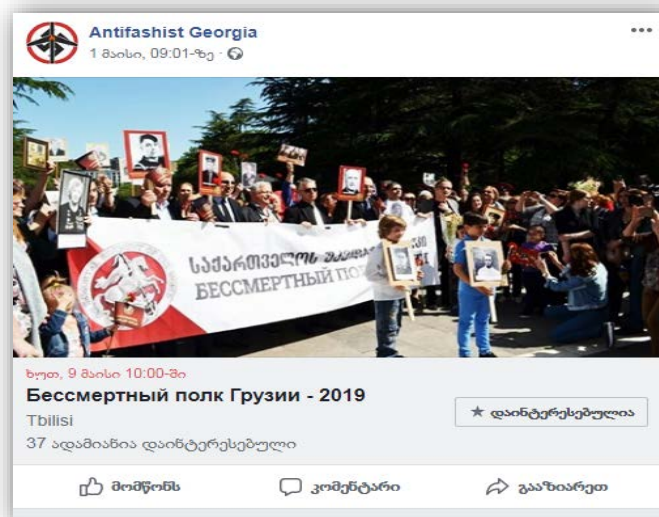 Antifashist Georgia
1 მაისი, 09:01-ზე ·
საქართველოს
БЕССМЕРТНЫЙ ПОЛК
ხუთ, 9 მაისი 10:00-ში
Бессмертный полк Грузии - 2019
Tbilisi
★ დაინტერესებულია
37 ადამიანია დაინტერესებული
მომწონს
კომენტარი
გააზიარეთ